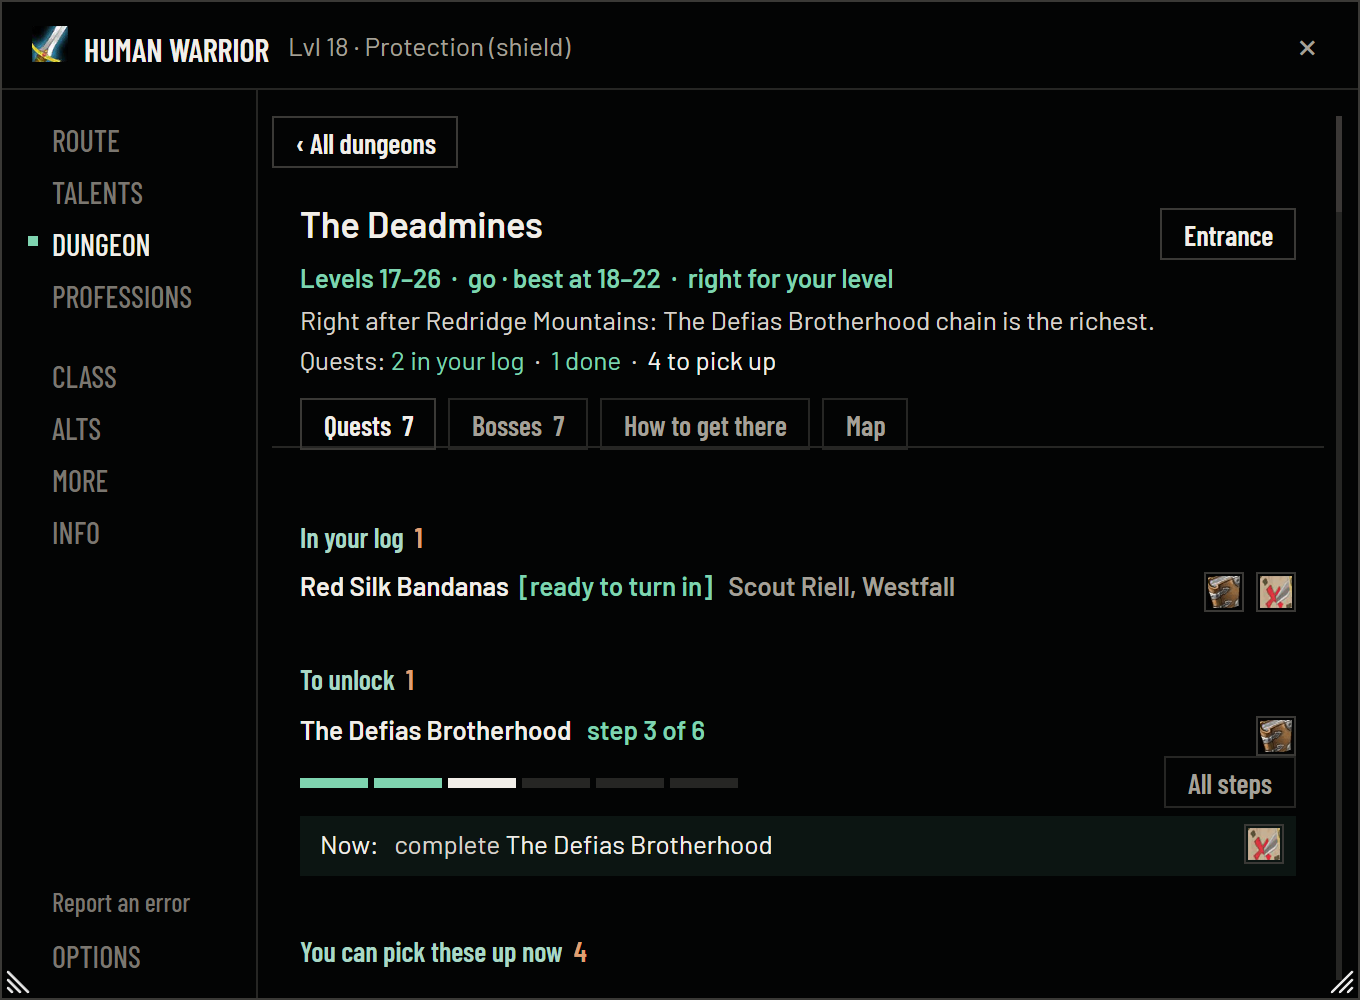 HUMAN WARRIOR Lvl 18 · Protection (shield) ×
ROUTE
TALENTS
DUNGEON
PROFESSIONS
CLASS
ALTS
MORE
INFO
Report an error
OPTIONS
‹ All dungeons
The Deadmines
Entrance
Levels 17–26 · go · best at 18–22 · right for your level
Right after Redridge Mountains: The Defias Brotherhood chain is the richest.
Quests: 2 in your log · 1 done · 4 to pick up
Quests 7 Bosses 7 How to get there Map
In your log 1
Red Silk Bandanas [ready to turn in] Scout Riell, Westfall
To unlock 1
The Defias Brotherhood step 3 of 6
All steps
Now: complete The Defias Brotherhood
You can pick these up now 4